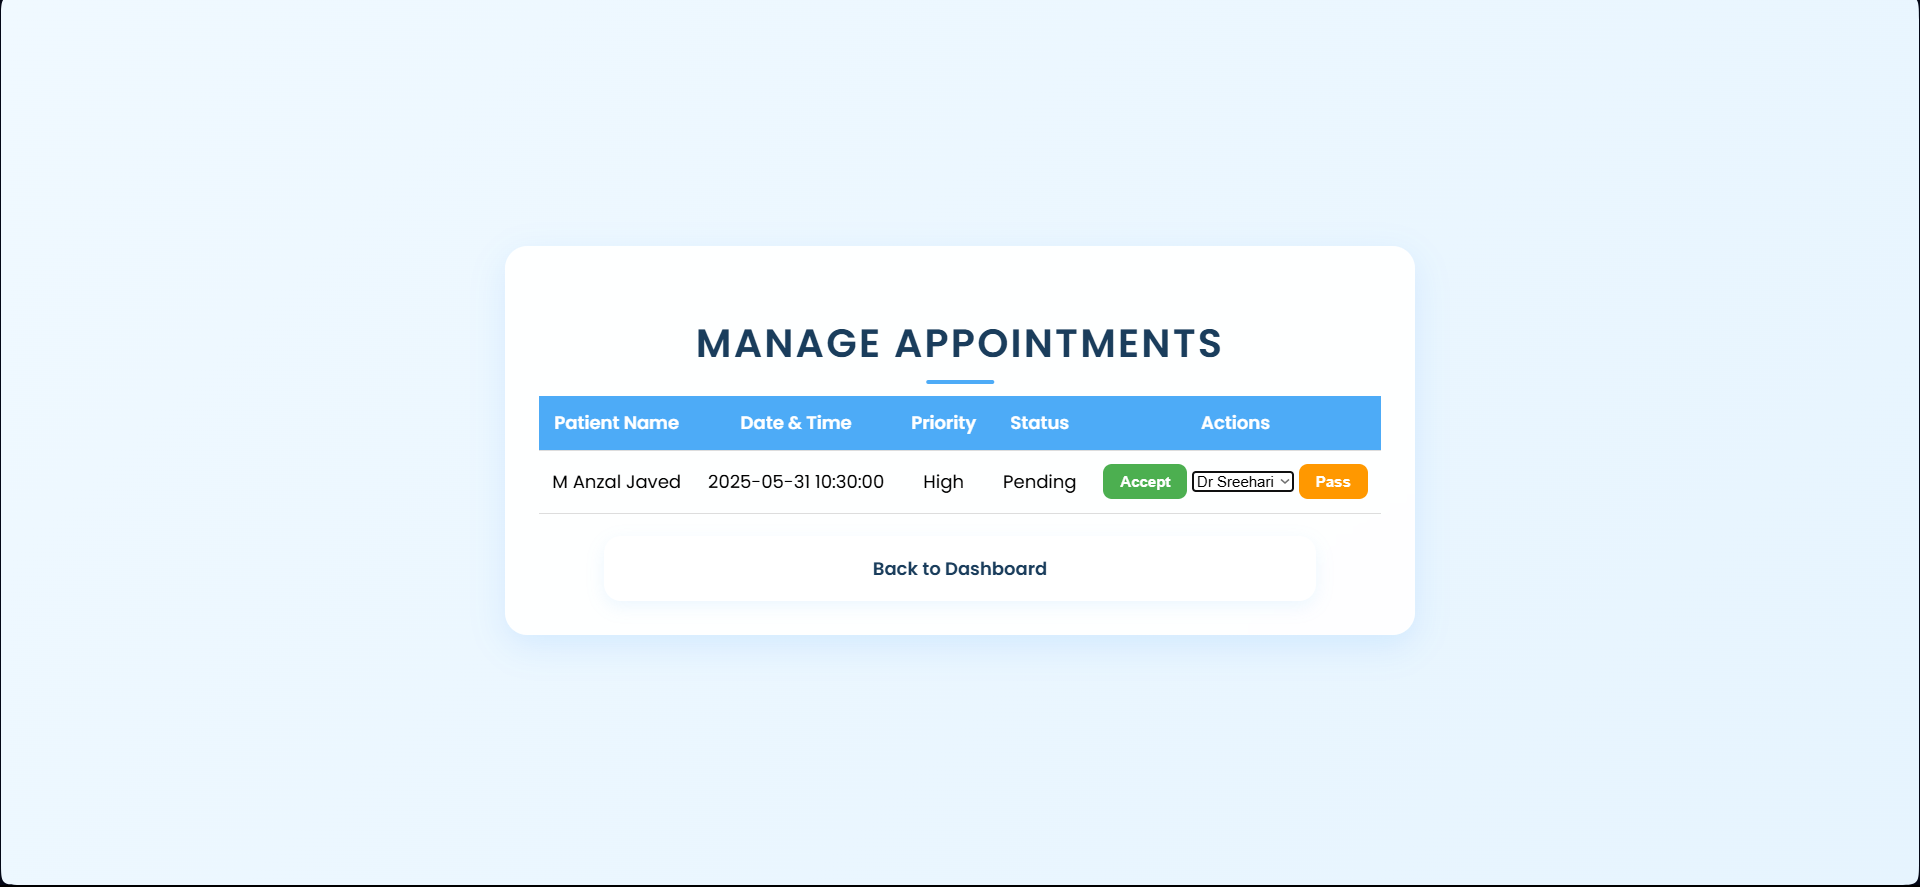 MANAGE APPOINTMENTS
Patient Name Date & Time Priority Status Actions
M Anzal Javed 2025-05-31 10:30:00 High Pending Accept Dr Sreehari Pass
Back to Dashboard